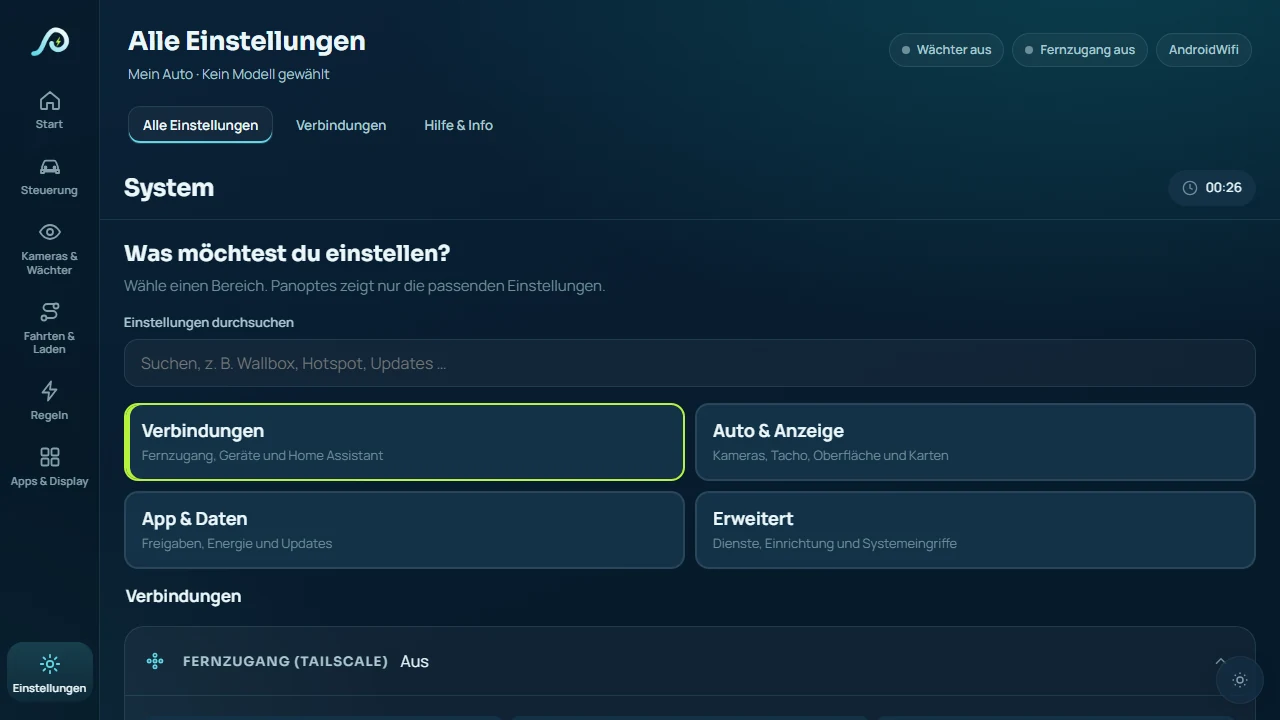 Alle Einstellungen
Mein Auto · Kein Modell gewählt
Wächter aus
Fernzugang aus
AndroidWifi
Start
Steuerung
Kameras &
Wächter
Fahrten &
Laden
Regeln
Apps & Display
Einstellungen
Alle Einstellungen
Verbindungen
Hilfe & Info
System
00:26
Was möchtest du einstellen?
Wähle einen Bereich. Panoptes zeigt nur die passenden Einstellungen.
Einstellungen durchsuchen
Suchen, z. B. Wallbox, Hotspot, Updates …
Verbindungen
Fernzugang, Geräte und Home Assistant
Auto & Anzeige
Kameras, Tacho, Oberfläche und Karten
App & Daten
Freigaben, Energie und Updates
Erweitert
Dienste, Einrichtung und Systemeingriffe
Verbindungen
FERNZUGANG (TAILSCALE) Aus